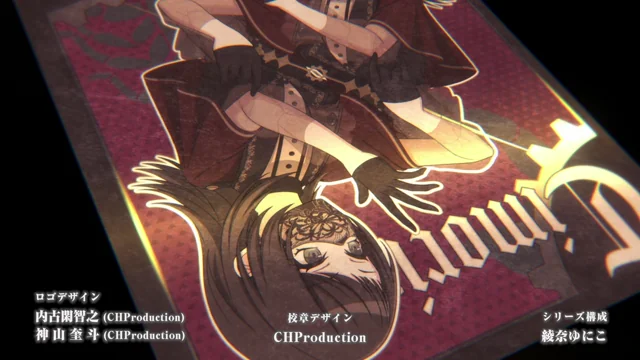 Timoris
ロゴデザイン
内古閑智之 (CHProduction)
神山奎斗 (CHProduction)
校章デザイン
CHProduction
シリーズ構成
綾奈ゆにこ